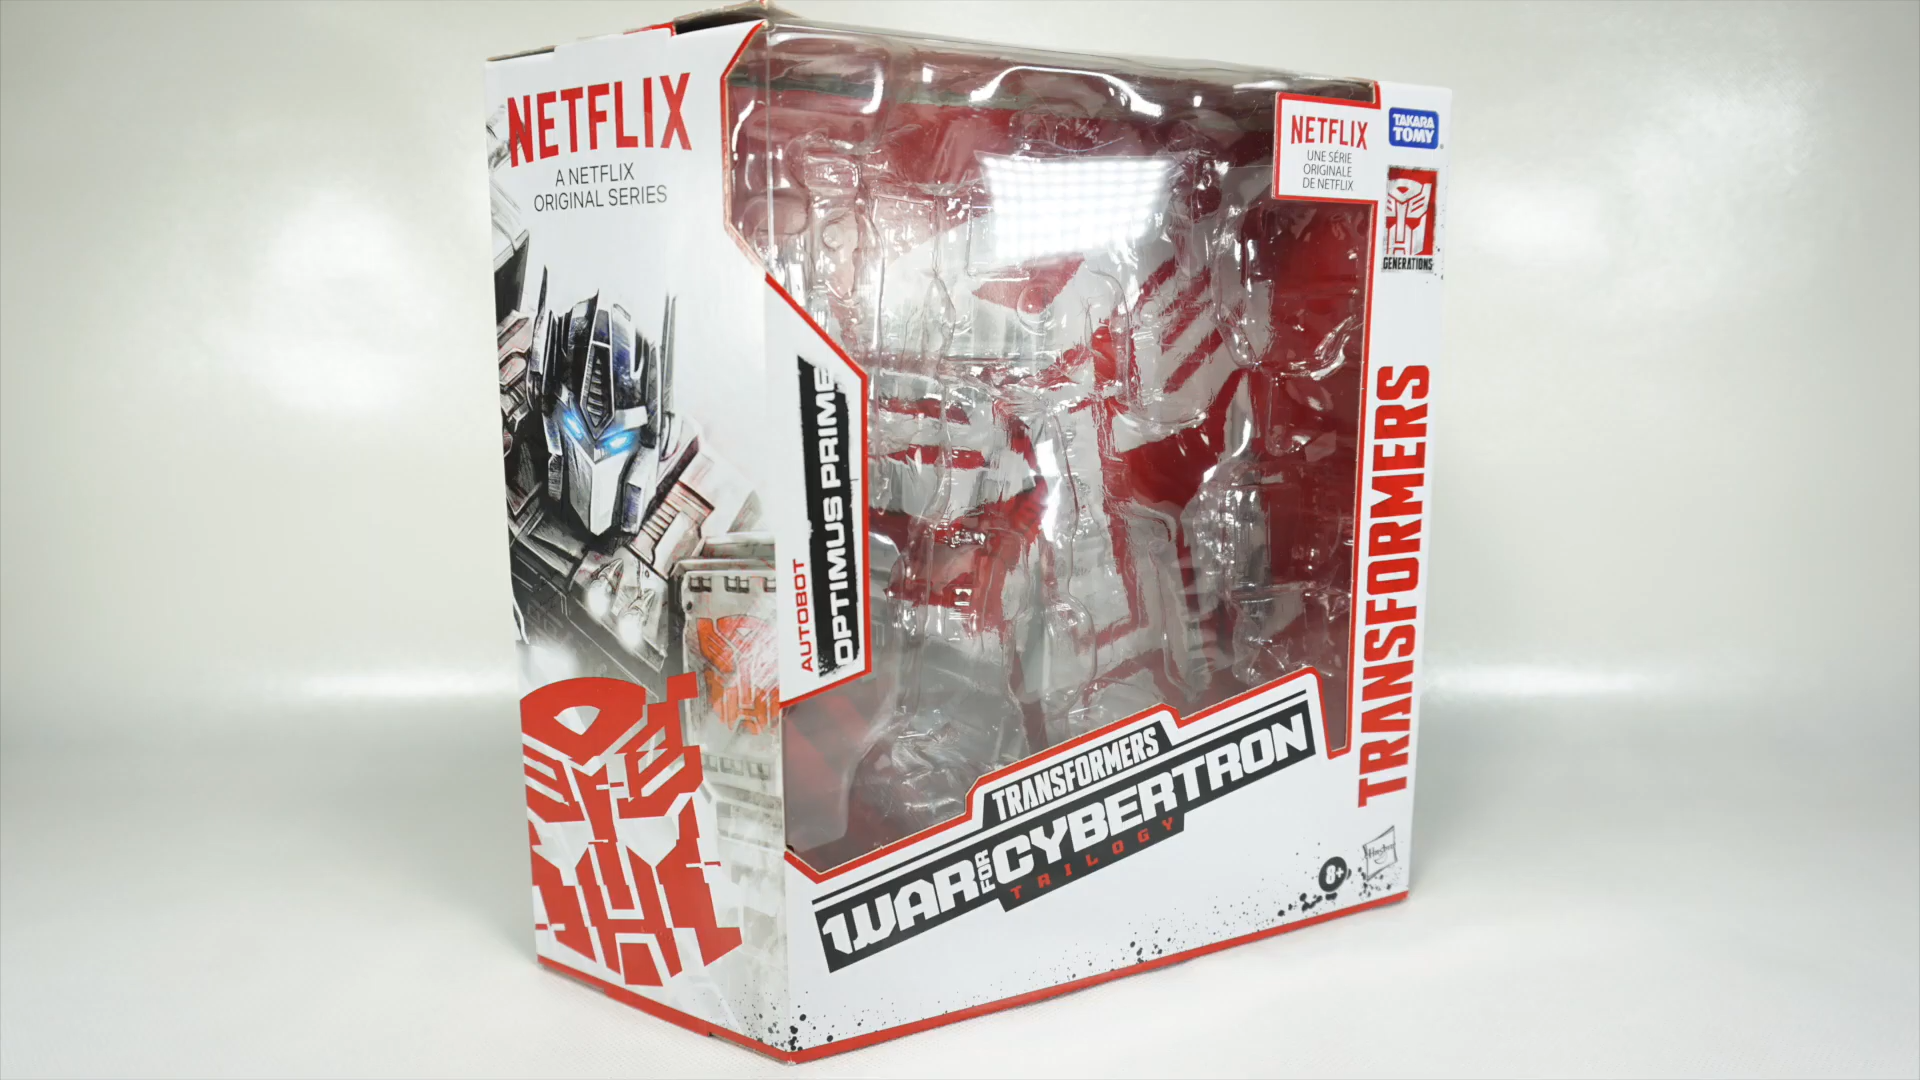 NETFLIX
A NETFLIX
ORIGINAL SERIES
AUTOBOT
OPTIMUS PRIME
NETFLIX
UNE SÉRIE
ORIGINALE
DE NETFLIX
TAKARA
TOMY
GENERATIONS
TRANSFORMERS
TRANSFORMERS
WAR FOR CYBERTRON
TRILOGY
8+
Hasbro